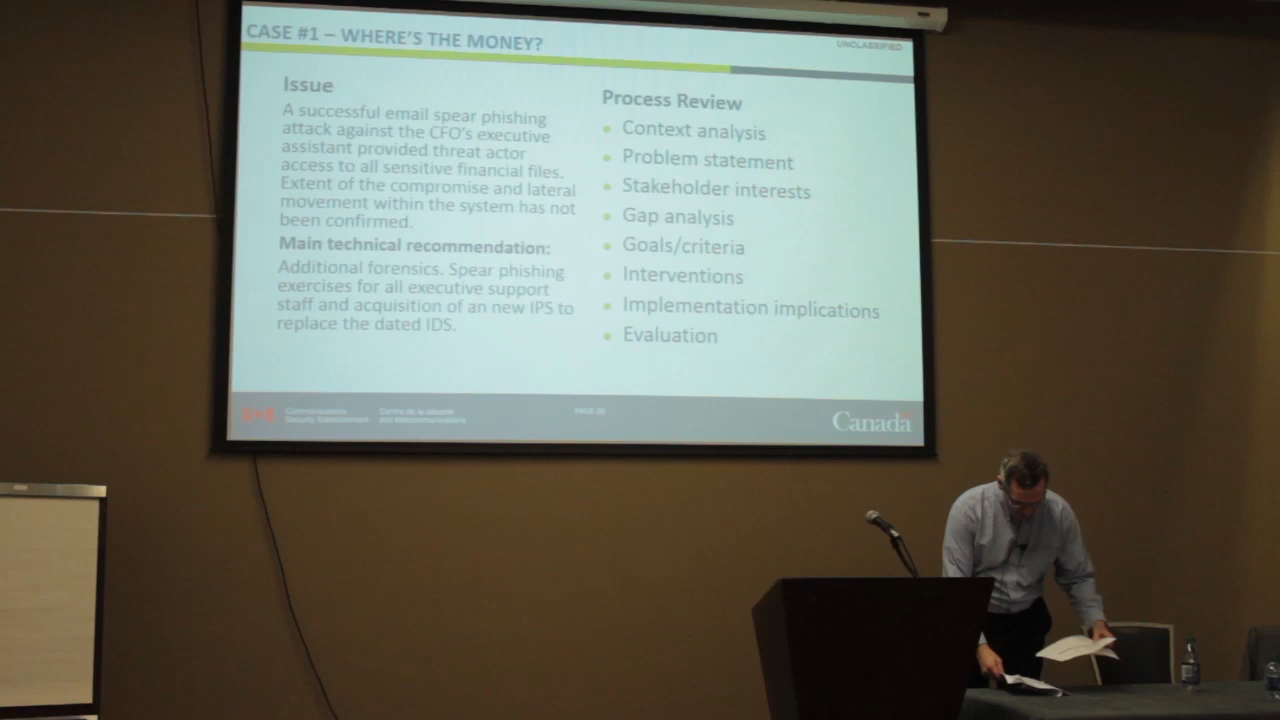 CASE #1 – WHERE'S THE MONEY?
UNCLASSIFIED
Issue
A successful email spear phishing
attack against the CFO's executive
assistant provided threat actor
access to all sensitive financial files.
Extent of the compromise and lateral
movement within the system has not
been confirmed.
Main technical recommendation:
Additional forensics. Spear phishing
exercises for all executive support
staff and acquisition of an new IPS to
replace the dated IDS.
Process Review
• Context analysis
• Problem statement
• Stakeholder interests
• Gap analysis
• Goals/criteria
• Interventions
• Implementation implications
• Evaluation
Communications
Security Establishment
Centre de la sécurité
des télécommunications
PAGE
Canada